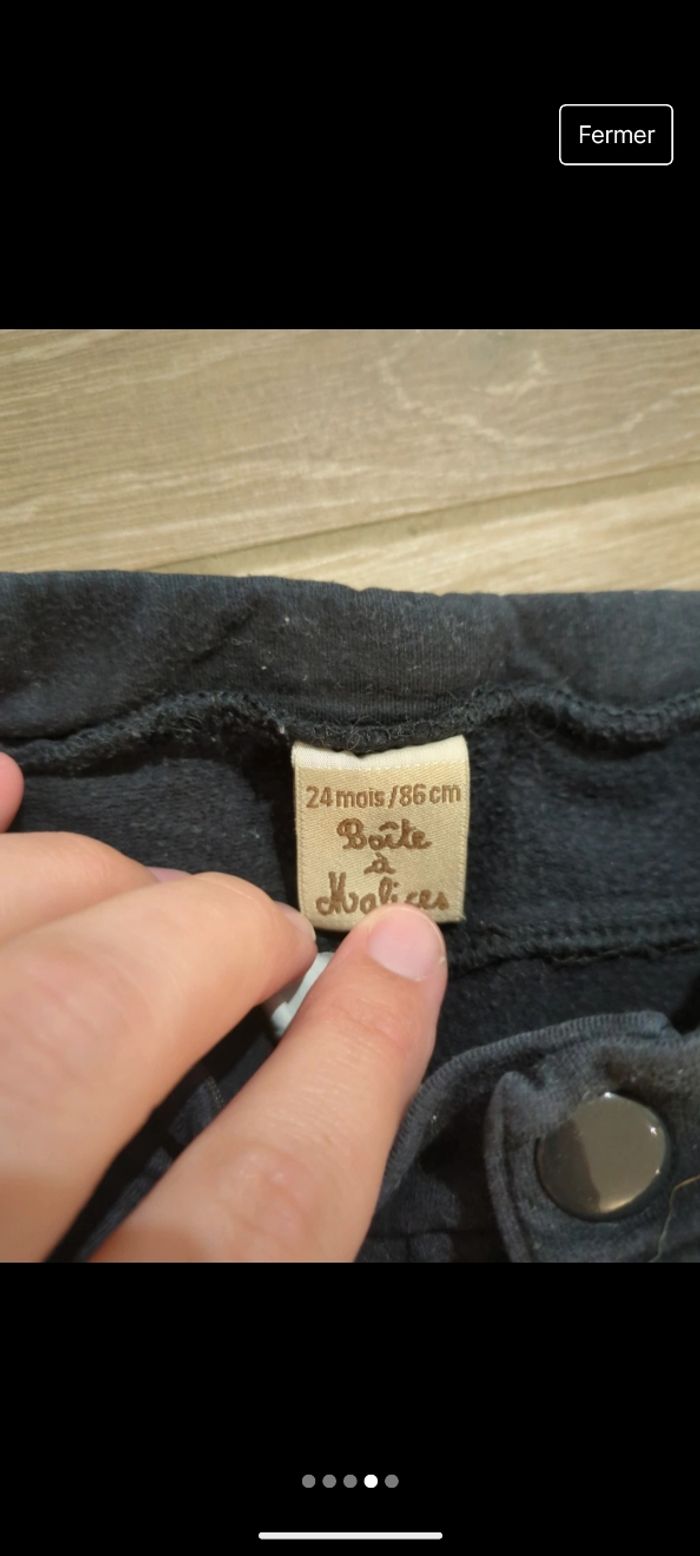 Fermer
24 mois / 86 cm
Boîte
à
Malices